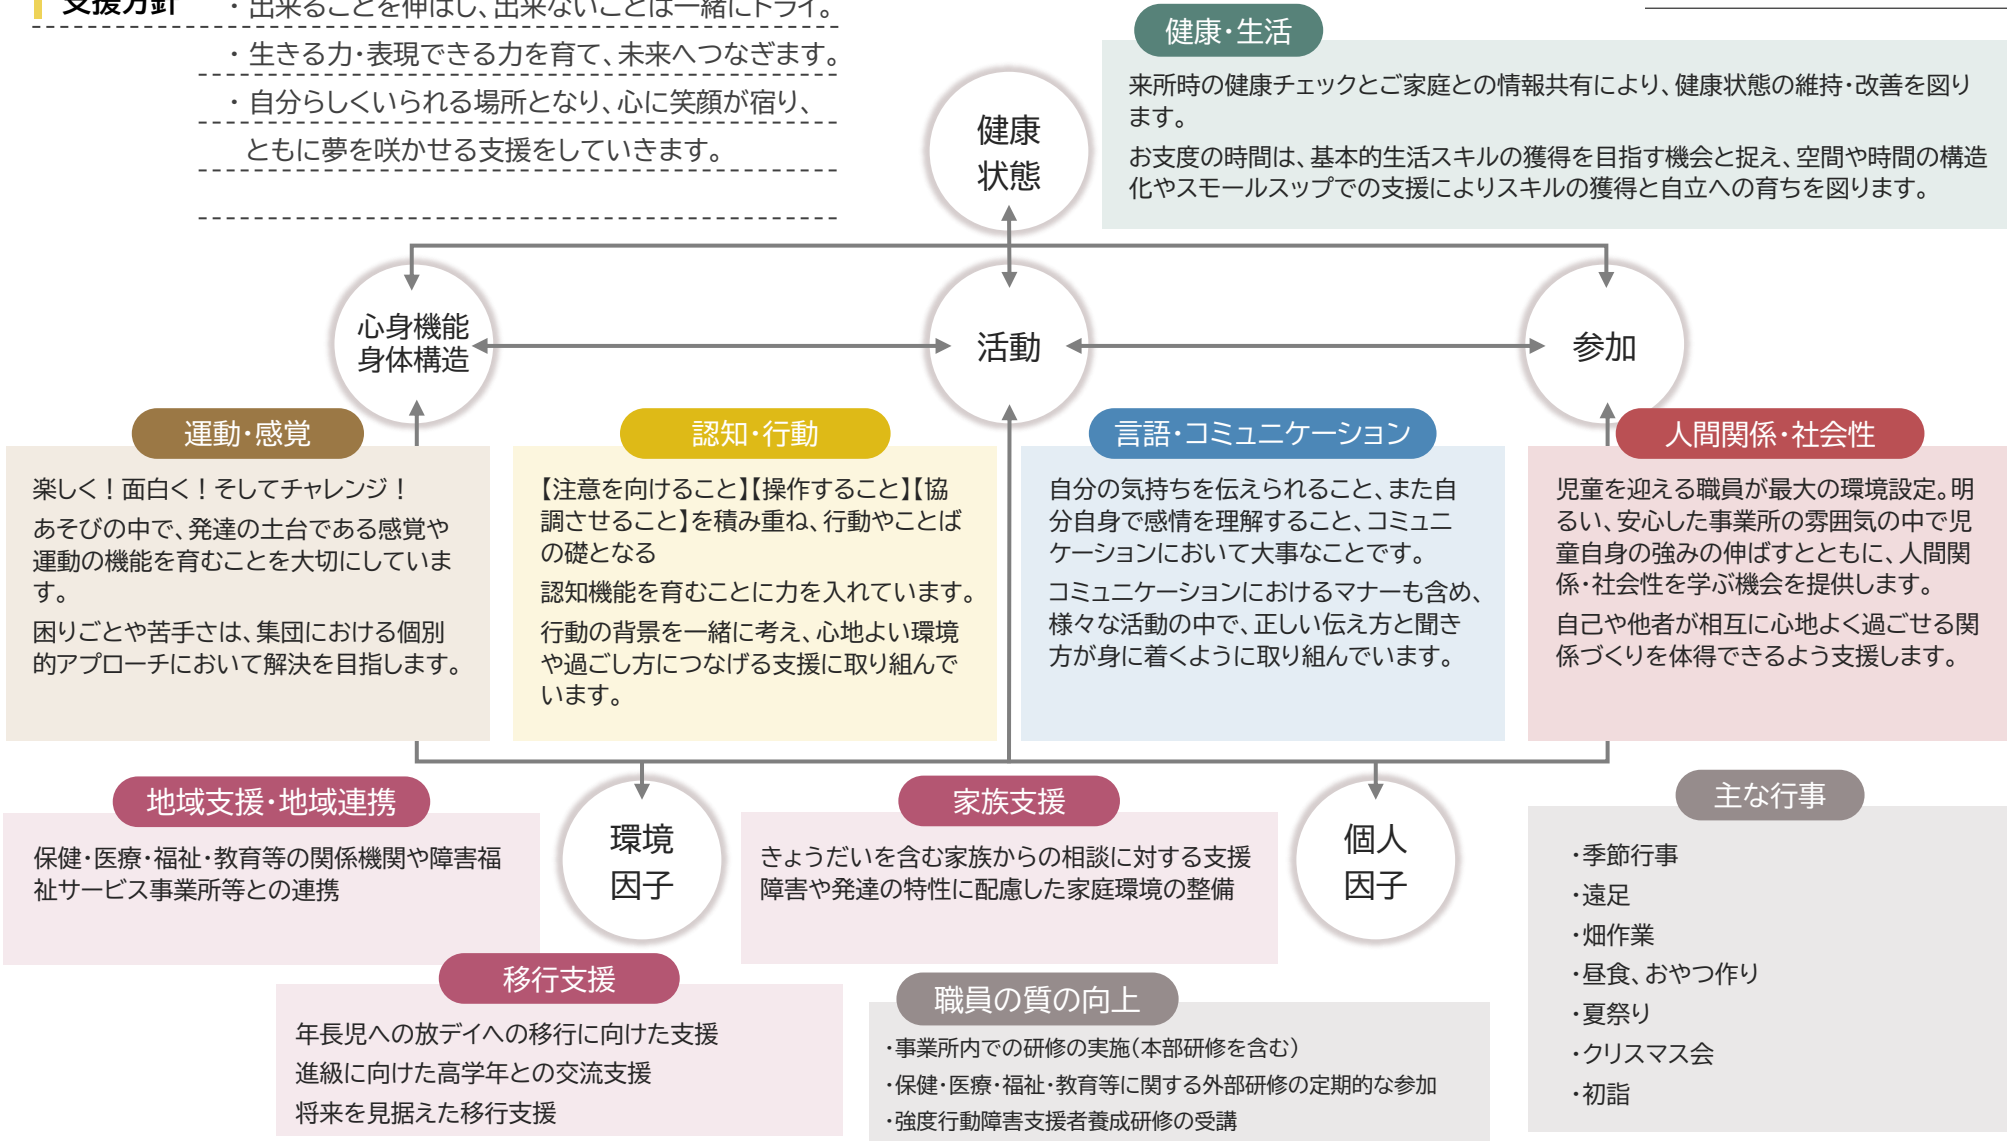 支援方針
・出来ることを伸ばし、出来ないことは一緒にトライ。
・生きる力・表現できる力を育て、未来へつなぎます。
・自分らしくいられる場所となり、心に笑顔が宿り、
ともに夢を咲かせる支援をしていきます。
健康・生活
来所時の健康チェックとご家庭との情報共有により、健康状態の維持・改善を図り
ます。
お支度の時間は、基本的生活スキルの獲得を目指す機会と捉え、空間や時間の構造
化やスモールスップでの支援によりスキルの獲得と自立への育ちを図ります。
健康
状態
心身機能
身体構造
活動
参加
運動・感覚
楽しく！面白く！そしてチャレンジ！
あそびの中で、発達の土台である感覚や
運動の機能を育むことを大切にしていま
す。
困りごとや苦手さは、集団における個別
的アプローチにおいて解決を目指します。
認知・行動
【注意を向けること】【操作すること】【協
調させること】を積み重ね、行動やことば
の礎となる
認知機能を育むことに力を入れています。
行動の背景を一緒に考え、心地よい環境
や過ごし方につなげる支援に取り組んで
います。
言語・コミュニケーション
自分の気持ちを伝えられること、また自
分自身で感情を理解すること、コミュニ
ケーションにおいて大事なことです。
コミュニケーションにおけるマナーも含め、
様々な活動の中で、正しい伝え方と聞き
方が身に着くように取り組んでいます。
人間関係・社会性
児童を迎える職員が最大の環境設定。明
るい、安心した事業所の雰囲気の中で児
童自身の強みの伸ばすとともに、人間関
係・社会性を学ぶ機会を提供します。
自己や他者が相互に心地よく過ごせる関
係づくりを体得できるよう支援します。
地域支援・地域連携
保健・医療・福祉・教育等の関係機関や障害福
祉サービス事業所等との連携
環境
因子
家族支援
きょうだいを含む家族からの相談に対する支援
障害や発達の特性に配慮した家庭環境の整備
個人
因子
主な行事
・季節行事
・遠足
・畑作業
・昼食、おやつ作り
・夏祭り
・クリスマス会
・初詣
移行支援
年長児への放デイへの移行に向けた支援
進級に向けた高学年との交流支援
将来を見据えた移行支援
職員の質の向上
・事業所内での研修の実施（本部研修を含む）
・保健・医療・福祉・教育等に関する外部研修の定期的な参加
・強度行動障害支援者養成研修の受講